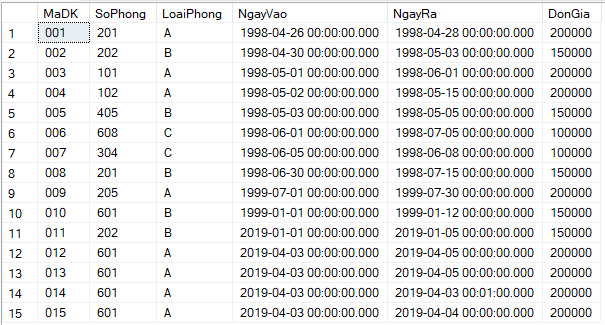 MaDK SoPhong LoaiPhong NgayVao NgayRa DonGia
1 001 201 A 1998-04-26 00:00:00.000 1998-04-28 00:00:00.000 200000
2 002 202 B 1998-04-30 00:00:00.000 1998-05-03 00:00:00.000 150000
3 003 101 A 1998-05-01 00:00:00.000 1998-06-01 00:00:00.000 200000
4 004 102 A 1998-05-02 00:00:00.000 1998-05-15 00:00:00.000 200000
5 005 405 B 1998-05-03 00:00:00.000 1998-05-05 00:00:00.000 150000
6 006 608 C 1998-06-01 00:00:00.000 1998-07-05 00:00:00.000 100000
7 007 304 C 1998-06-05 00:00:00.000 1998-06-08 00:00:00.000 100000
8 008 201 B 1998-06-30 00:00:00.000 1998-07-15 00:00:00.000 150000
9 009 205 A 1999-07-01 00:00:00.000 1999-07-30 00:00:00.000 200000
10 010 601 B 1999-01-01 00:00:00.000 1999-01-12 00:00:00.000 150000
11 011 202 B 2019-01-01 00:00:00.000 2019-01-05 00:00:00.000 150000
12 012 601 A 2019-04-03 00:00:00.000 2019-04-05 00:00:00.000 200000
13 013 601 A 2019-04-03 00:00:00.000 2019-04-05 00:00:00.000 200000
14 014 601 A 2019-04-03 00:00:00.000 2019-04-03 00:01:00.000 200000
15 015 601 A 2019-04-03 00:00:00.000 2019-04-04 00:00:00.000 200000